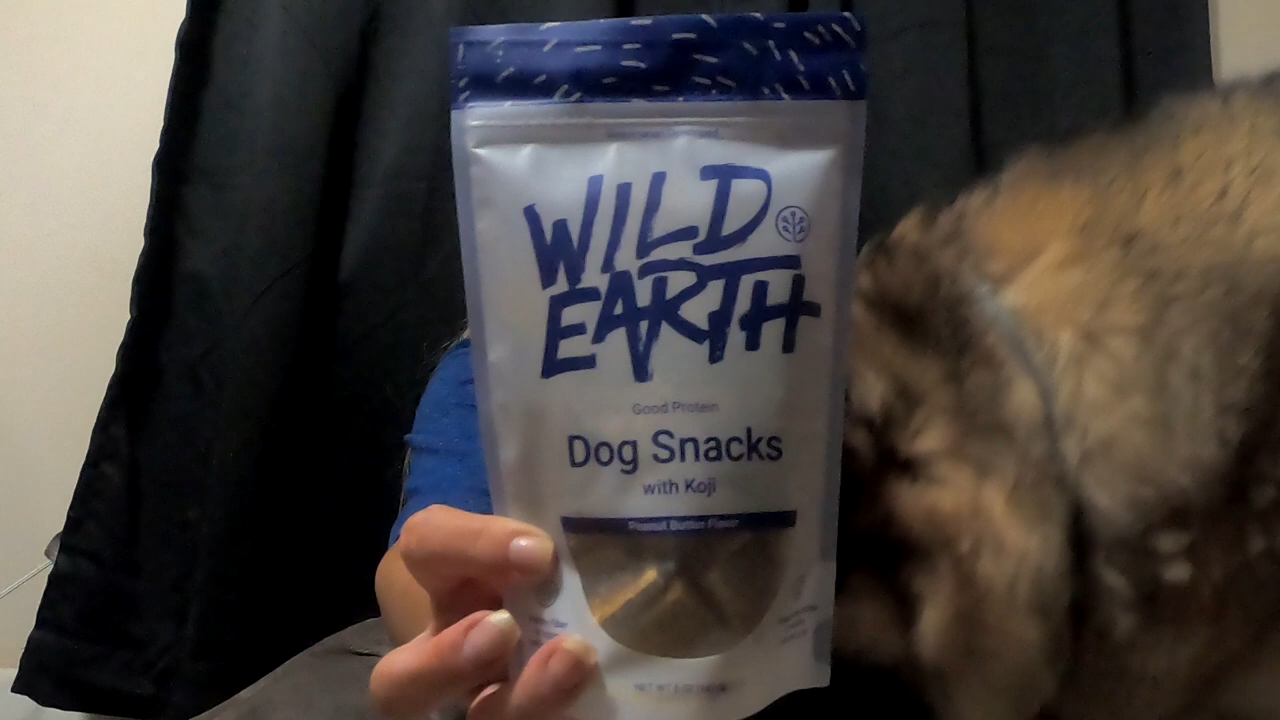 WILD
EARTH
Good Protein
Dog Snacks
with Koji
Peanut Butter Flavor